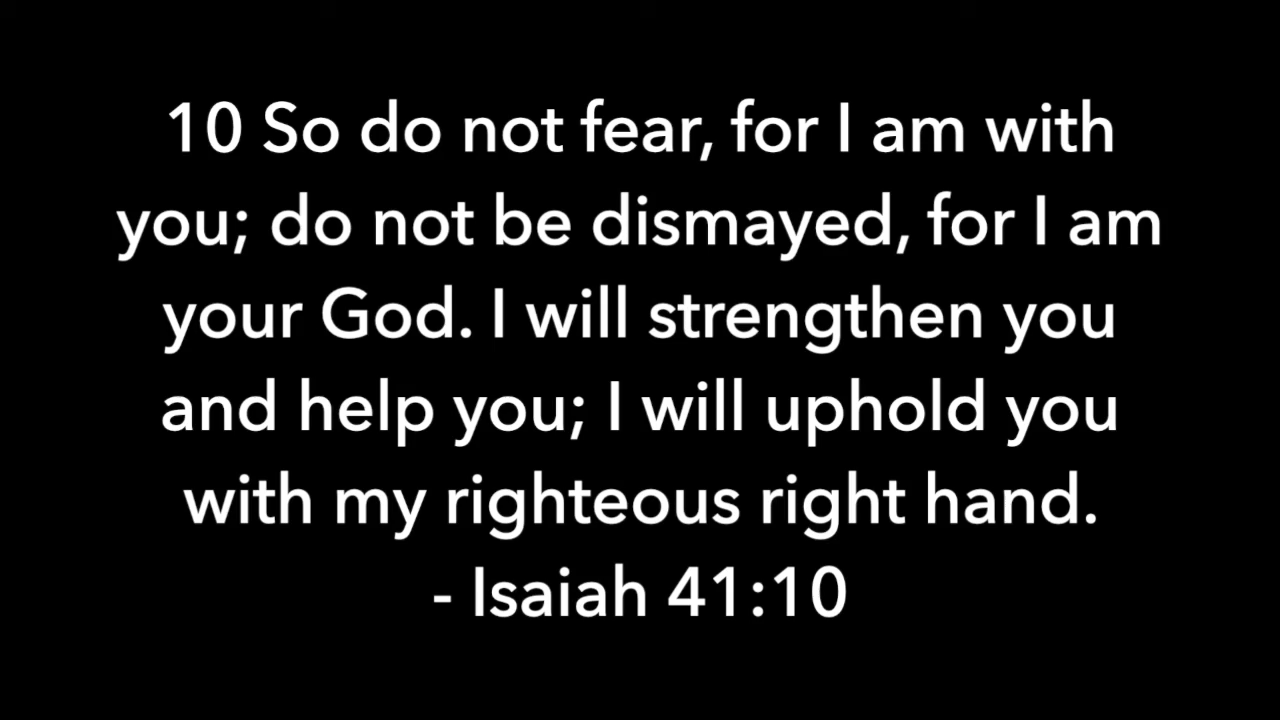 10 So do not fear, for I am with
you; do not be dismayed, for I am
your God. I will strengthen you
and help you; I will uphold you
with my righteous right hand.
- Isaiah 41:10